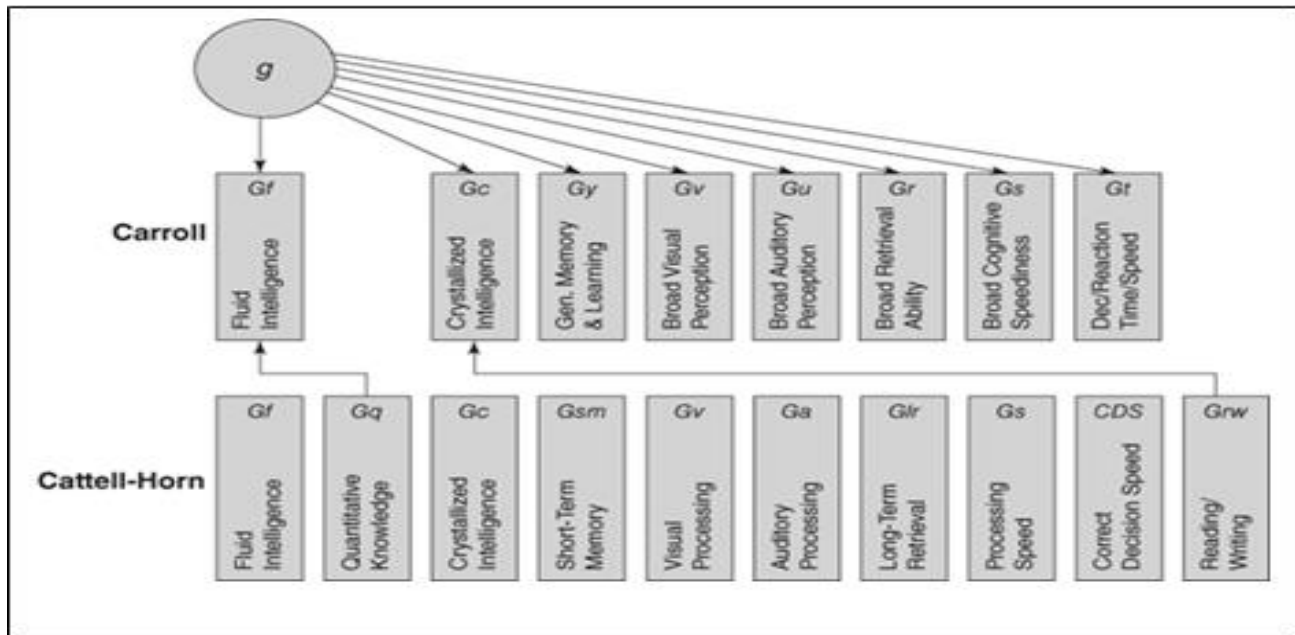 g
Gf
Gc
Gy
Gv
Gu
Gr
Gs
Gt
Carroll
Fluid
Intelligence
Crystallized
Intelligence
Gen. Memory
& Learning
Broad Visual
Perception
Broad Auditory
Perception
Broad Retrieval
Ability
Broad Cognitive
Speediness
Dec/Reaction
Time/Speed
Gf
Gq
Gc
Gsm
Gv
Ga
Glr
Gs
CDS
Grw
Cattell-Horn
Fluid
Intelligence
Quantitative
Knowledge
Crystallized
Intelligence
Short-Term
Memory
Visual
Processing
Auditory
Processing
Long-Term
Retrieval
Processing
Speed
Correct
Decision Speed
Reading/
Writing